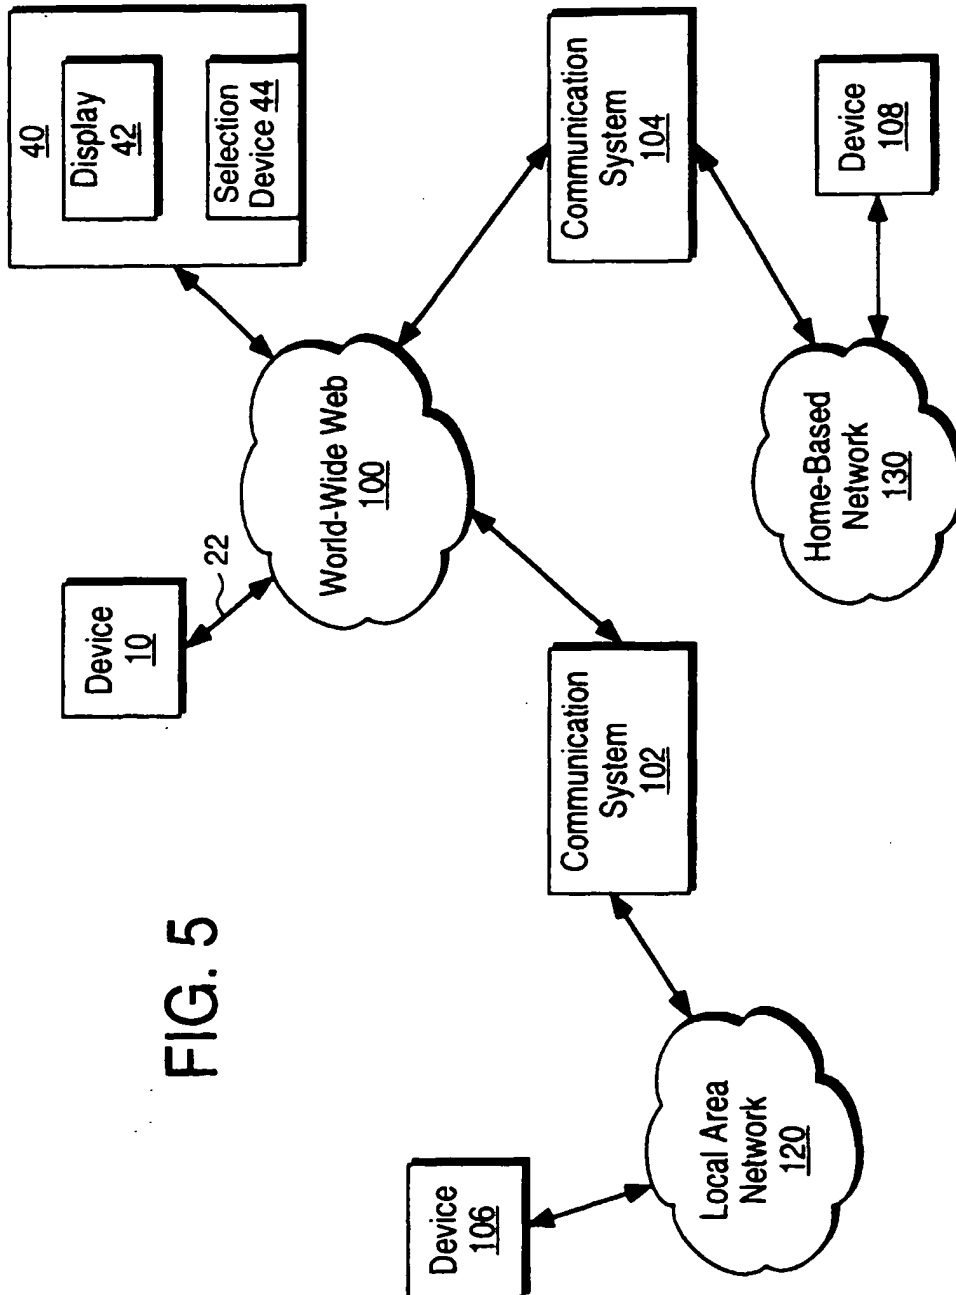 FIG. 5
Device
106
Local Area
Network
120
Communication
System
102
Device
10
22
World-Wide Web
100
40
Display
42
Selection
Device 44
Communication
System
104
Home-Based
Network
130
Device
108